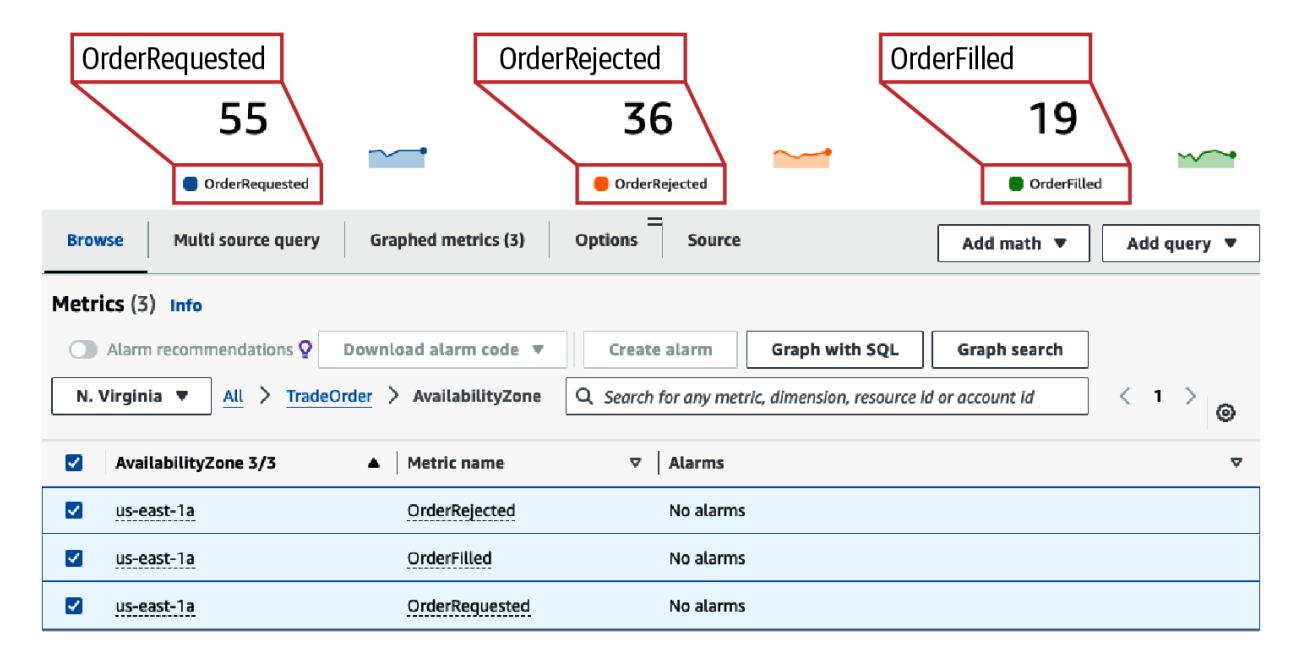 OrderRequested OrderRejected OrderFilled
55 36 19
OrderRequested OrderRejected OrderFilled
Browse Multi source query Graphed metrics (3) Options Source Add math ▼ Add query ▼
Metrics (3) Info
Alarm recommendations Download alarm code ▼ Create alarm Graph with SQL Graph search
N. Virginia ▼ All > TradeOrder > AvailabilityZone Search for any metric, dimension, resource id or account id < 1 >
AvailabilityZone 3/3 ▲ Metric name ▽ Alarms ▽
us-east-1a OrderRejected No alarms
us-east-1a OrderFilled No alarms
us-east-1a OrderRequested No alarms